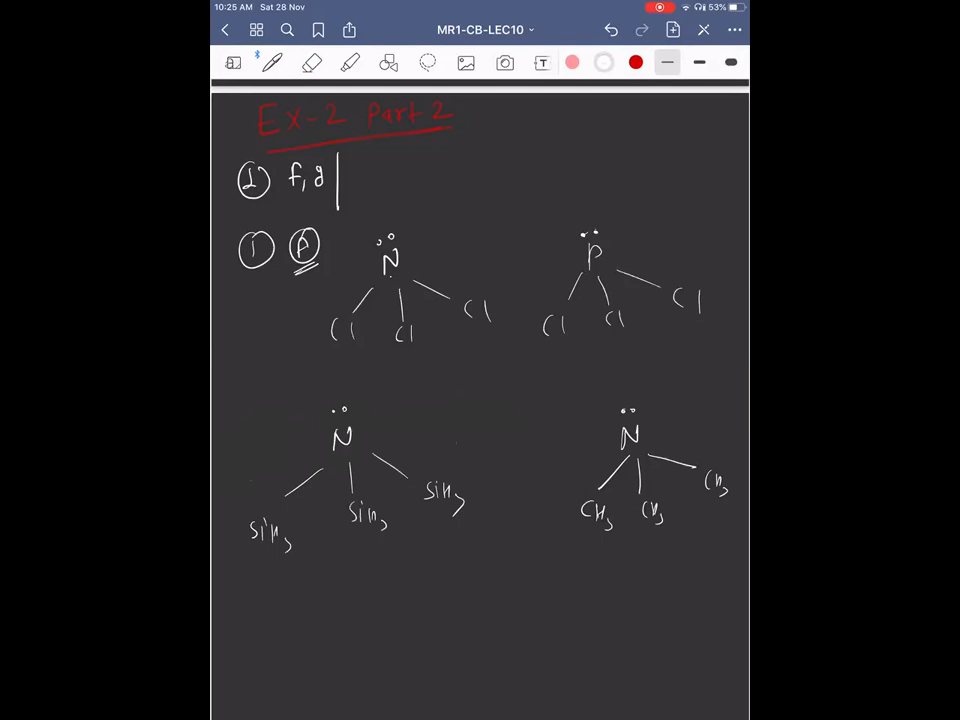 10:25 AM Sat 28 Nov 53%
MR1-CB-LEC10
T
Ex-2 Part 2
1 f, g
1 A N P
Cl Cl Cl Cl Cl Cl
N N
SiH3 SiH3 SiH3 CH3 CH3 CH3